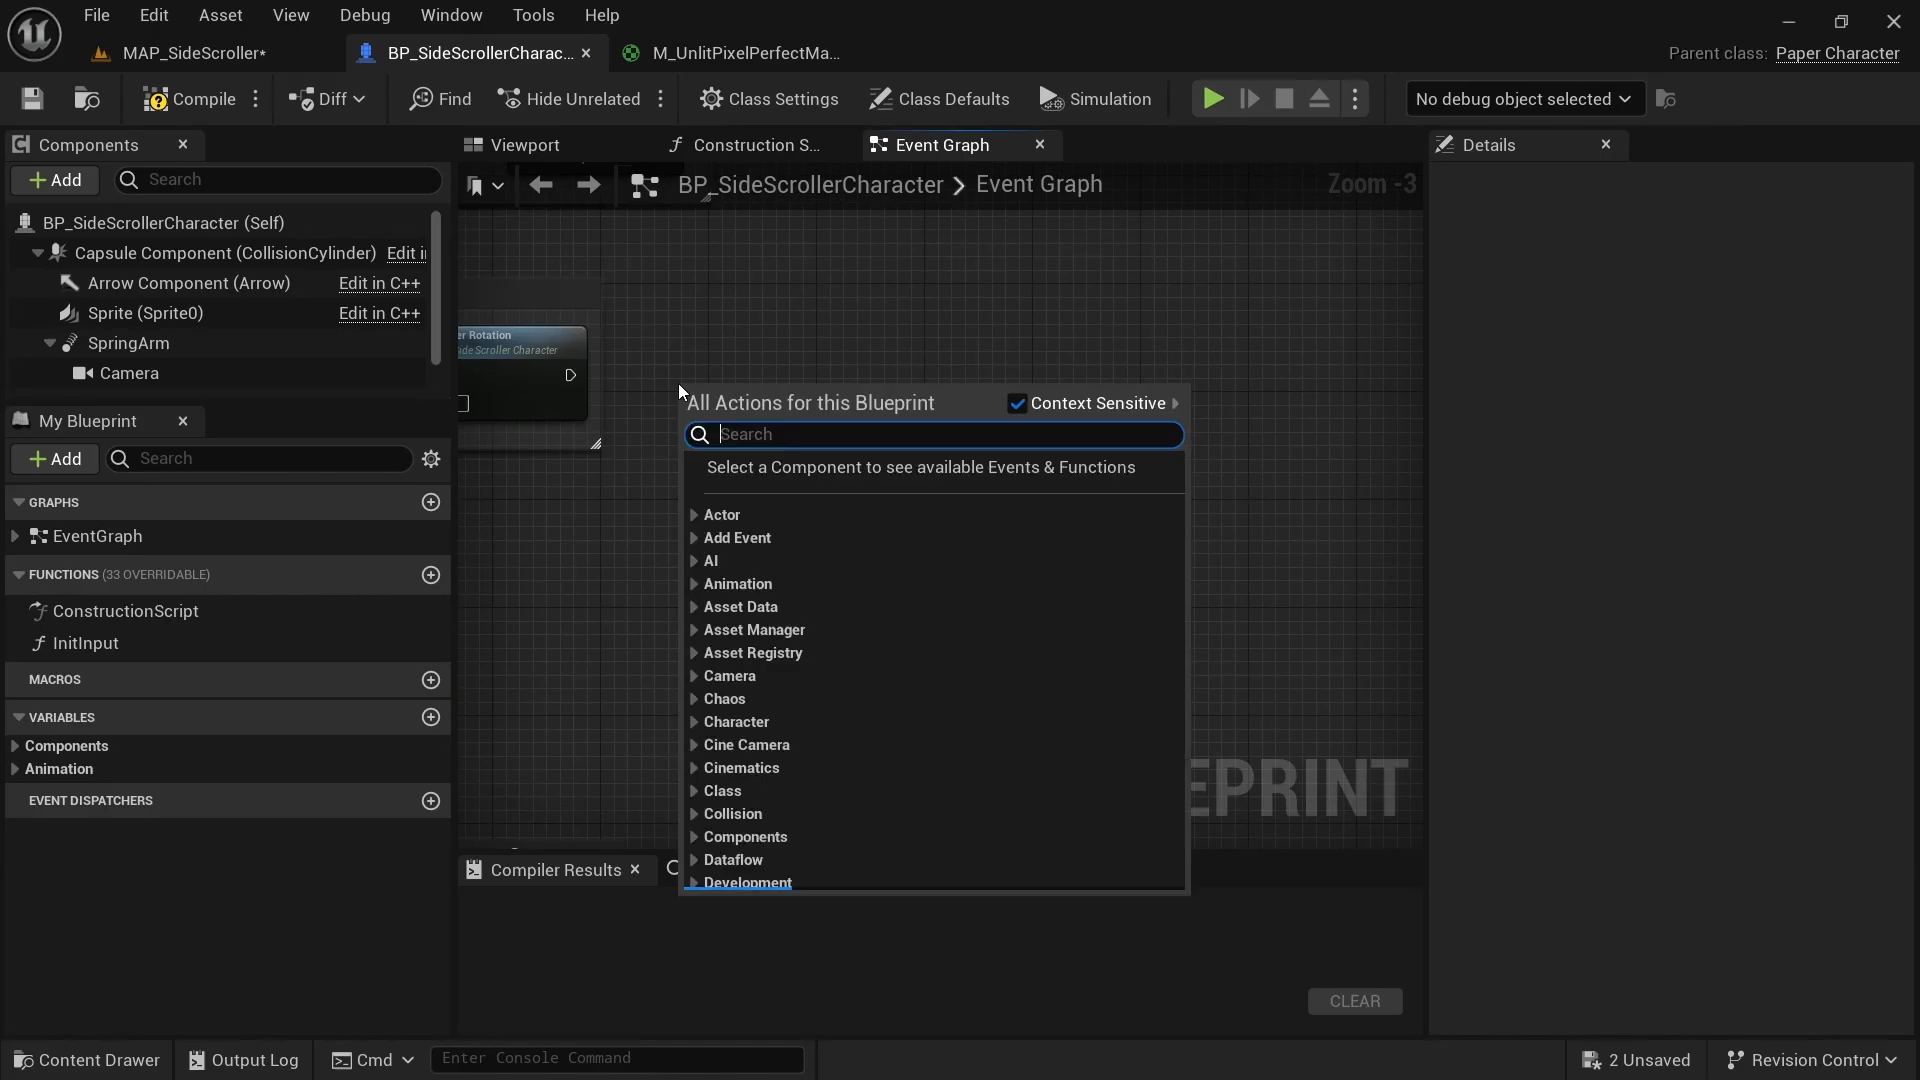 File Edit Asset View Debug Window Tools Help
MAP_SideScroller* BP_SideScrollerCharac... M_UnlitPixelPerfectMa... Parent class: Paper Character
Compile Diff Find Hide Unrelated Class Settings Class Defaults Simulation No debug object selected
Components Viewport Construction S... Event Graph Details
Add Search BP_SideScrollerCharacter > Event Graph Zoom -3
BP_SideScrollerCharacter (Self)
Capsule Component (CollisionCylinder) Edit i
Arrow Component (Arrow) Edit in C++
Sprite (Sprite0) Edit in C++
SpringArm
Camera
er Rotation
ide Scroller Character
My Blueprint
Add Search
GRAPHS
EventGraph
FUNCTIONS (33 OVERRIDABLE)
ConstructionScript
InitInput
MACROS
VARIABLES
Components
Animation
EVENT DISPATCHERS
All Actions for this Blueprint Context Sensitive
Search
Select a Component to see available Events & Functions
Actor
Add Event
AI
Animation
Asset Data
Asset Manager
Asset Registry
Camera
Chaos
Character
Cine Camera
Cinematics
Class
Collision
Components
Dataflow
Development
EPRINT
Compiler Results
CLEAR
Content Drawer Output Log Cmd Enter Console Command 2 Unsaved Revision Control